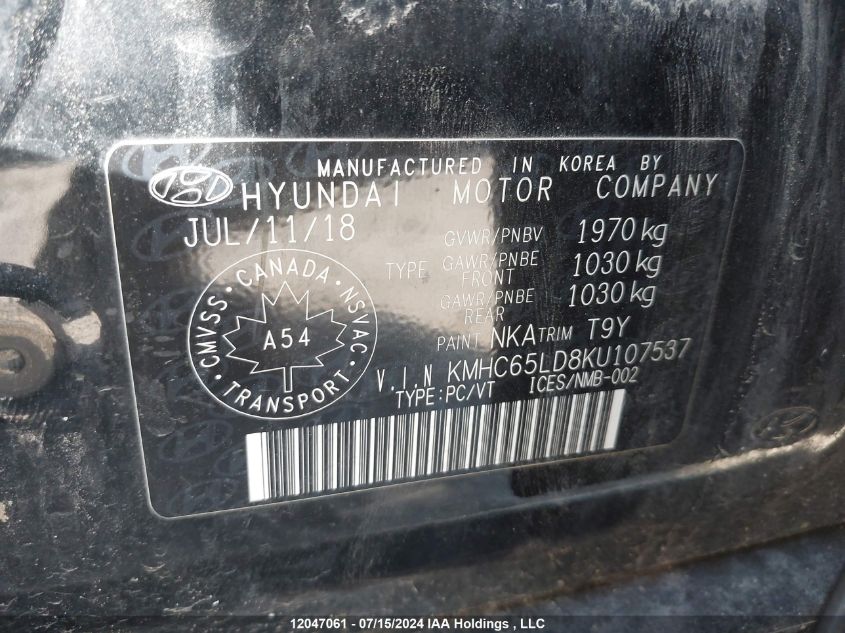 MANUFACTURED IN KOREA BY
HYUNDAI MOTOR COMPANY
JUL/11/18
GVWR/PNBV 1970 kg
TYPE GAWR/PNBE FRONT 1030 kg
GAWR/PNBE REAR 1030 kg
PAINT NKA TRIM T9Y
V.I.N KMHC65LD8KU107537
TYPE:PC/VT ICES/NMB-002
CMVSS · CANADA · NSVAC
A54
· TRANSPORT ·
12047061 - 07/15/2024 IAA Holdings , LLC